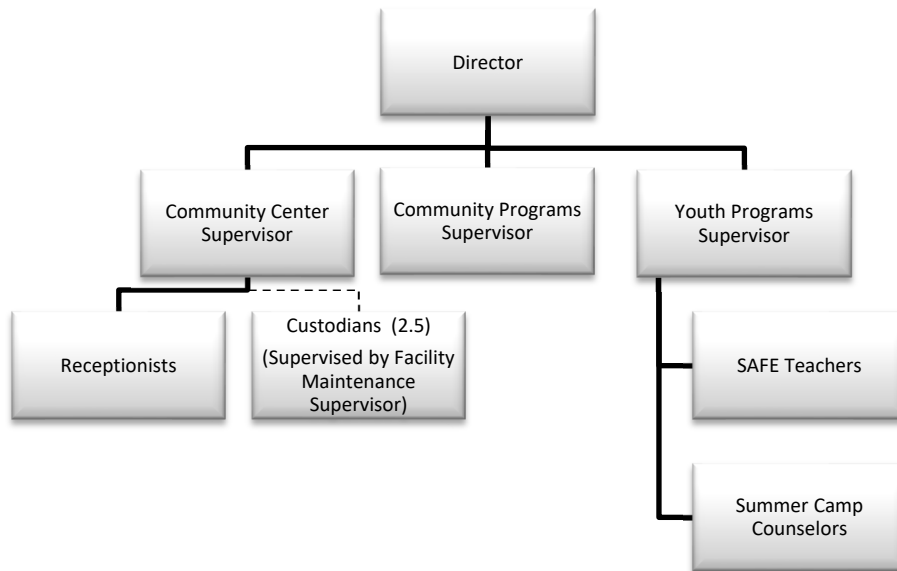 Director
Community Center
Supervisor
Community Programs
Supervisor
Youth Programs
Supervisor
Receptionists
Custodians (2.5)
(Supervised by Facility
Maintenance
Supervisor)
SAFE Teachers
Summer Camp
Counselors